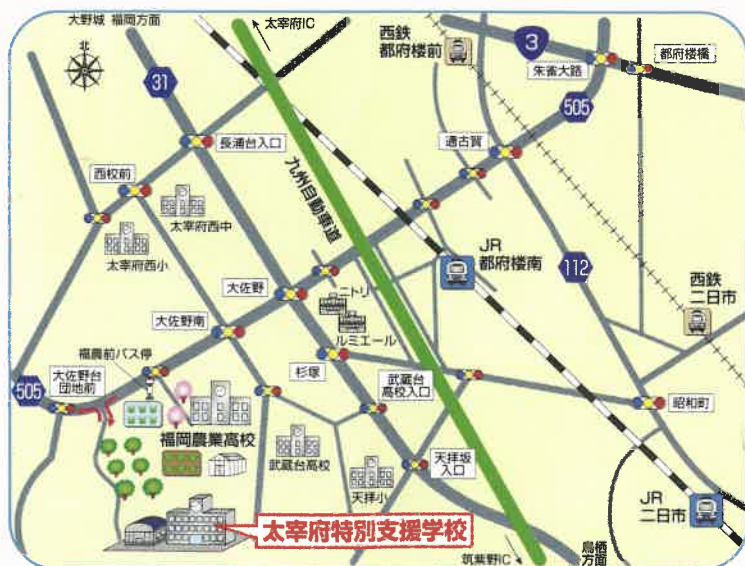 大野城 福岡方面
太宰府IC
北
31
西鉄
都府楼前
3
都府楼橋
朱雀大路
505
長浦台入口
通古賀
西校前
九州自動車道
太宰府西中
太宰府西小
JR
都府楼南
112
大佐野
ニトリ
西鉄
二日市
大佐野南
ルミエール
福農前バス停
杉塚
大佐野台
団地前
505
武蔵台
高校入口
昭和町
福岡農業高校
武蔵台高校
天拝小
天拝坂
入口
JR
二日市
太宰府特別支援学校
筑紫野IC
鳥栖
方面